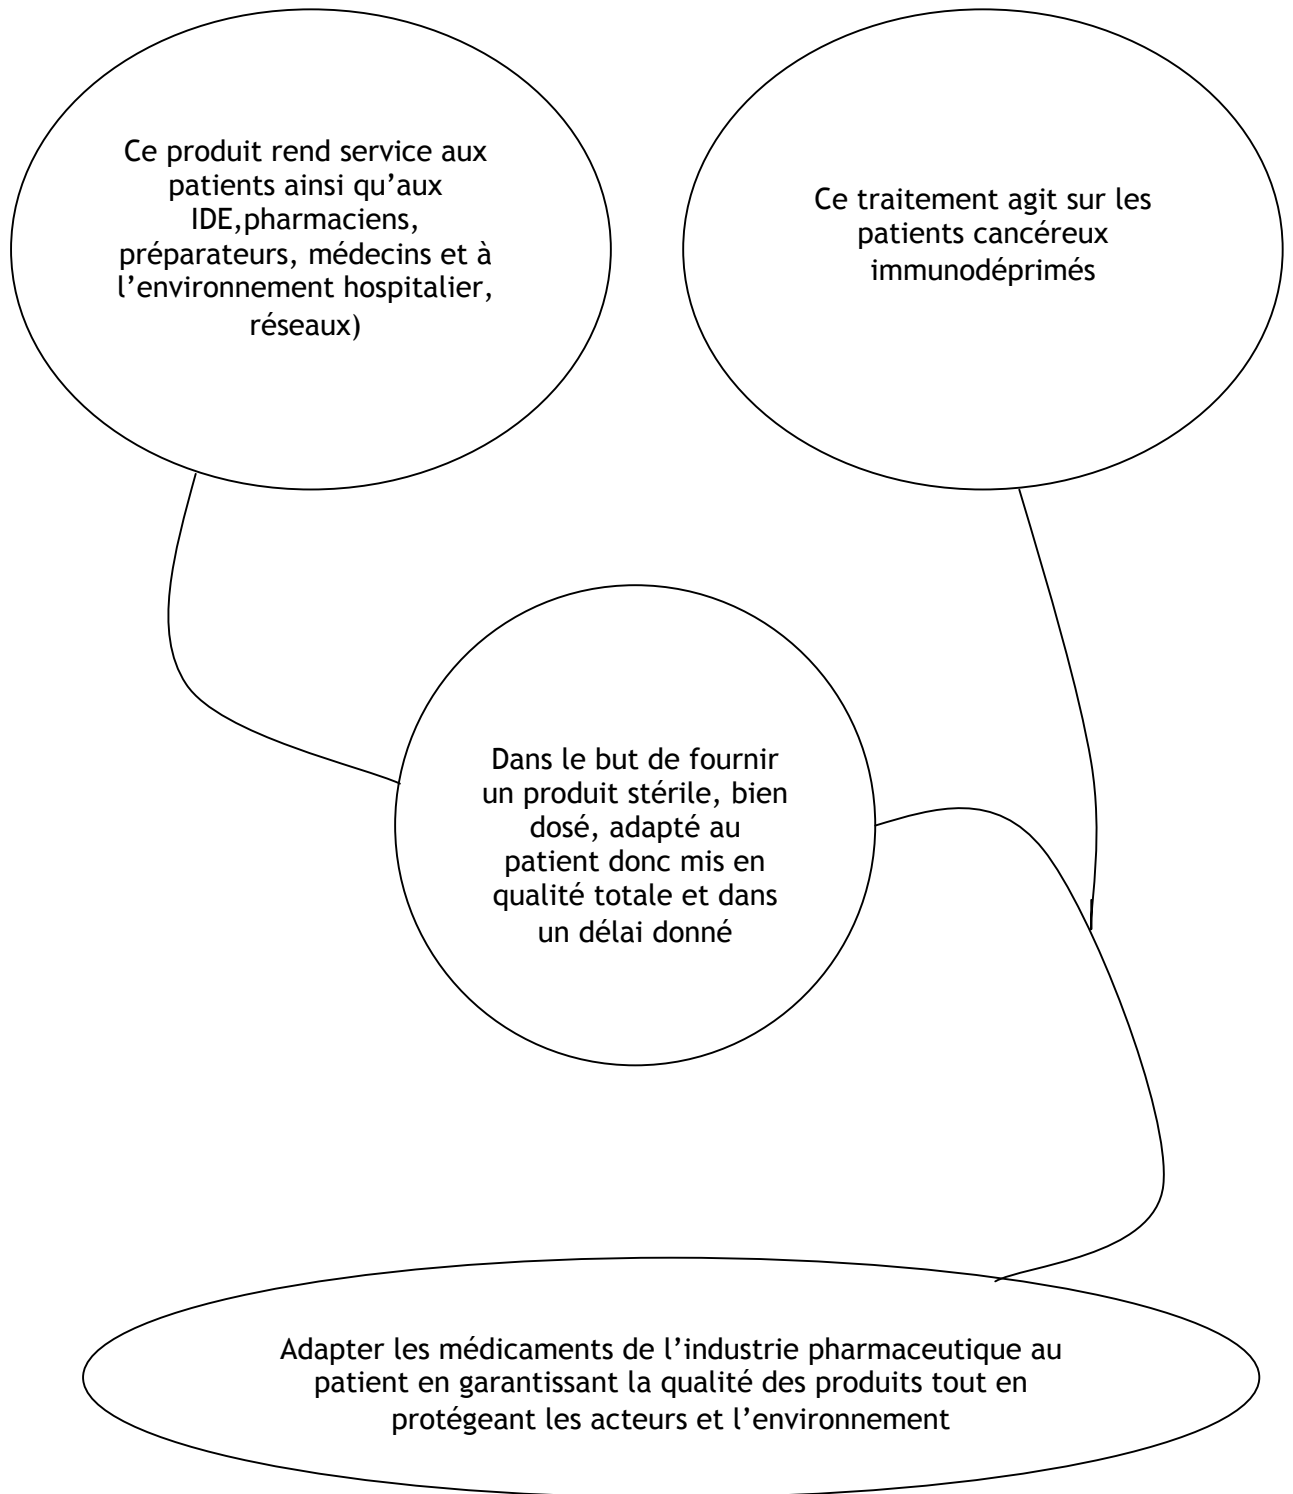 Ce produit rend service aux
patients ainsi qu’aux
IDE,pharmaciens,
préparateurs, médecins et à
l’environnement hospitalier,
réseaux)
Ce traitement agit sur les
patients cancéreux
immunodéprimés
Dans le but de fournir
un produit stérile, bien
dosé, adapté au
patient donc mis en
qualité totale et dans
un délai donné
Adapter les médicaments de l’industrie pharmaceutique au
patient en garantissant la qualité des produits tout en
protégeant les acteurs et l’environnement